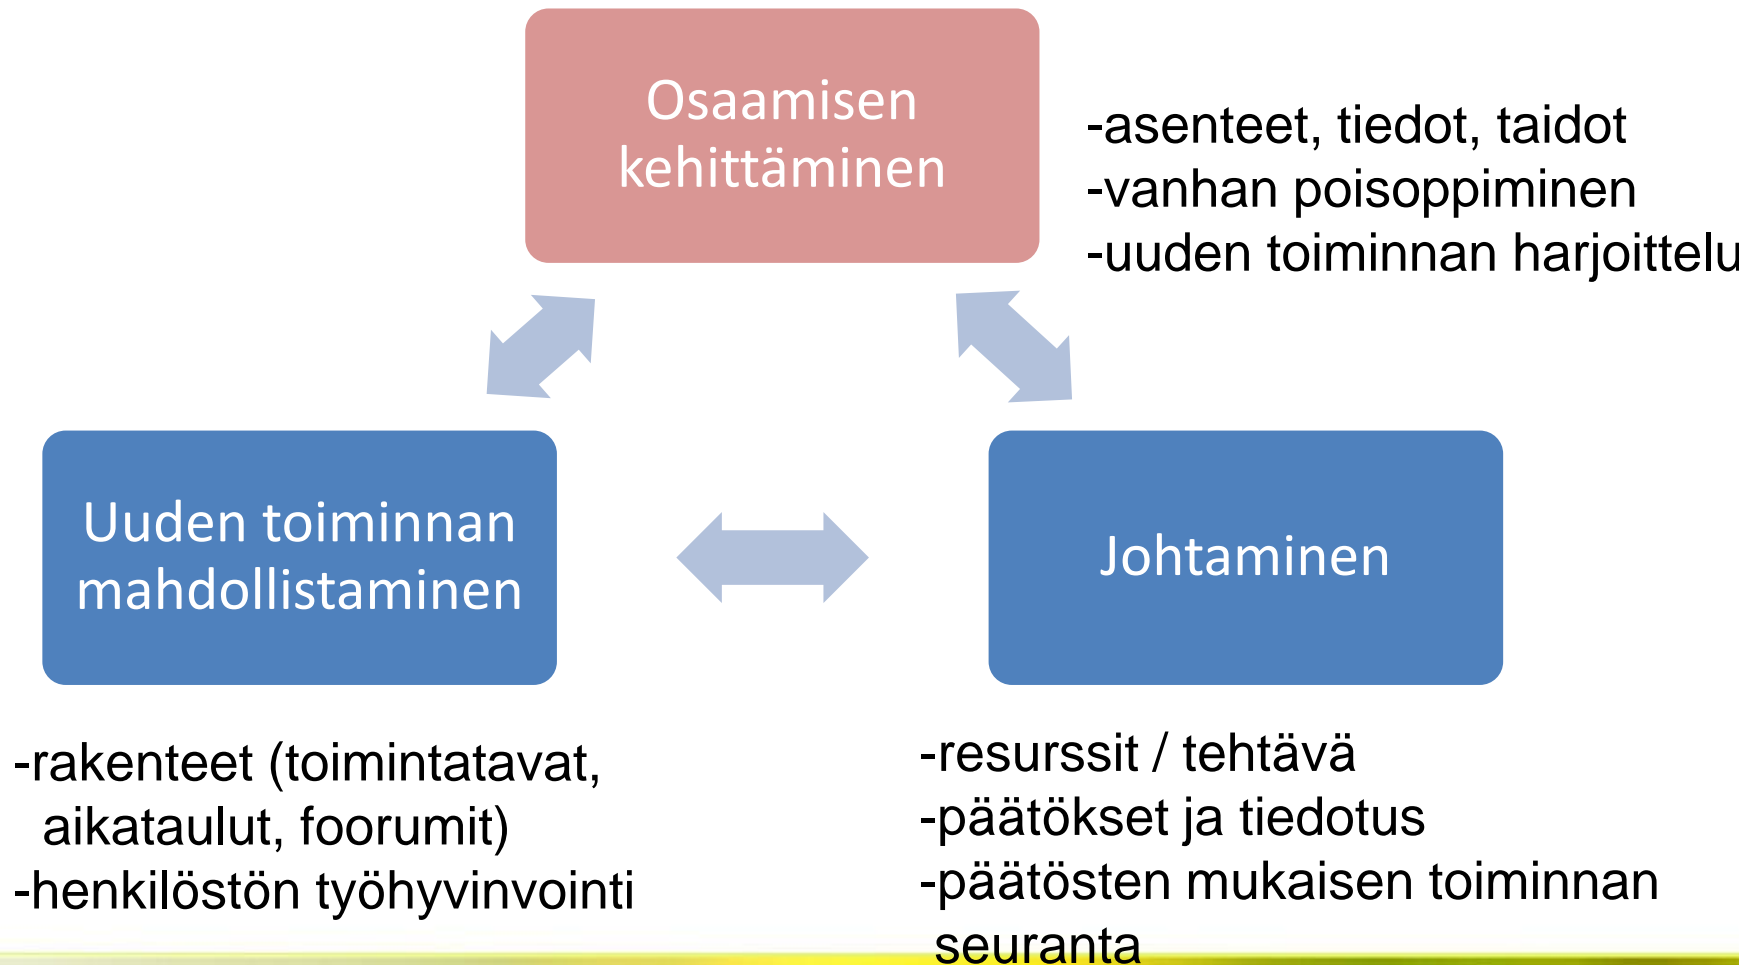 Osaamisen
kehittäminen
-asenteet, tiedot, taidot
-vanhan poisoppiminen
-uuden toiminnan harjoittelu
Uuden toiminnan
mahdollistaminen
Johtaminen
-rakenteet (toimintatavat,
aikataulut, foorumit)
-henkilöstön työhyvinvointi
-resurssit / tehtävä
-päätökset ja tiedotus
-päätösten mukaisen toiminnan
seuranta